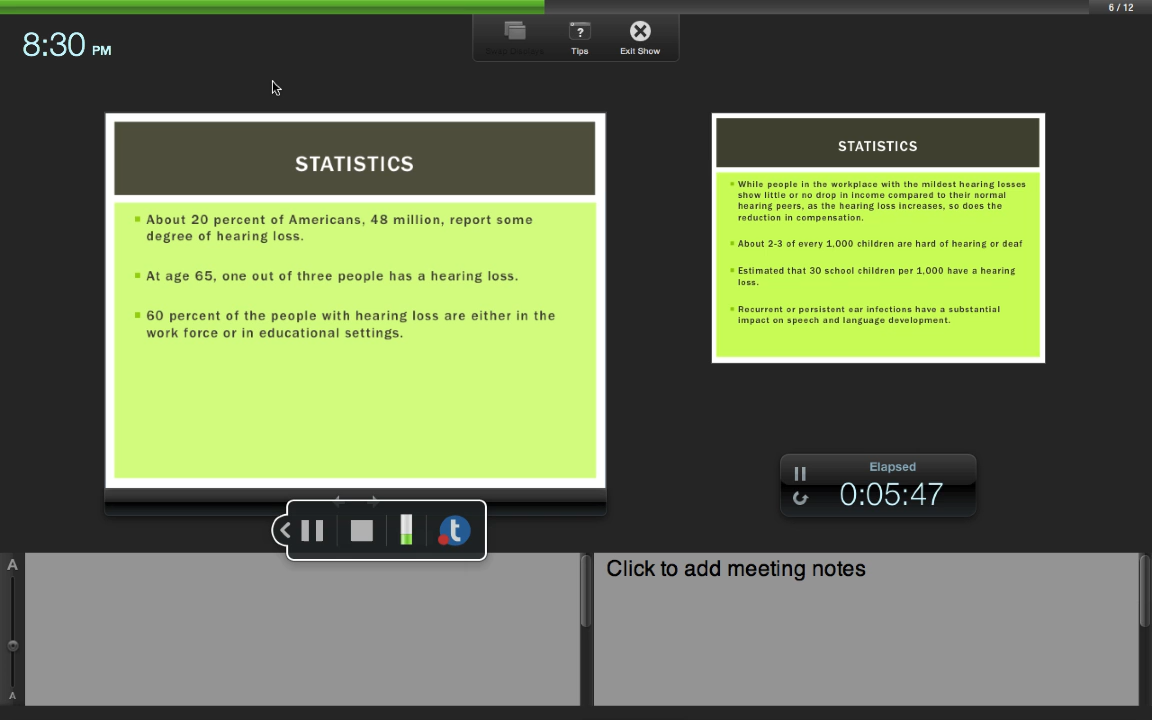 6 / 12
8:30 PM
Swap Displays
Tips
Exit Show
STATISTICS
About 20 percent of Americans, 48 million, report some
degree of hearing loss.
At age 65, one out of three people has a hearing loss.
60 percent of the people with hearing loss are either in the
work force or in educational settings.
STATISTICS
While people in the workplace with the mildest hearing losses
show little or no drop in income compared to their normal
hearing peers, as the hearing loss increases, so does the
reduction in compensation.
About 2-3 of every 1,000 children are hard of hearing or deaf
Estimated that 30 school children per 1,000 have a hearing
loss.
Recurrent or persistent ear infections have a substantial
impact on speech and language development.
Elapsed
0:05:47
t
A
A
Click to add meeting notes